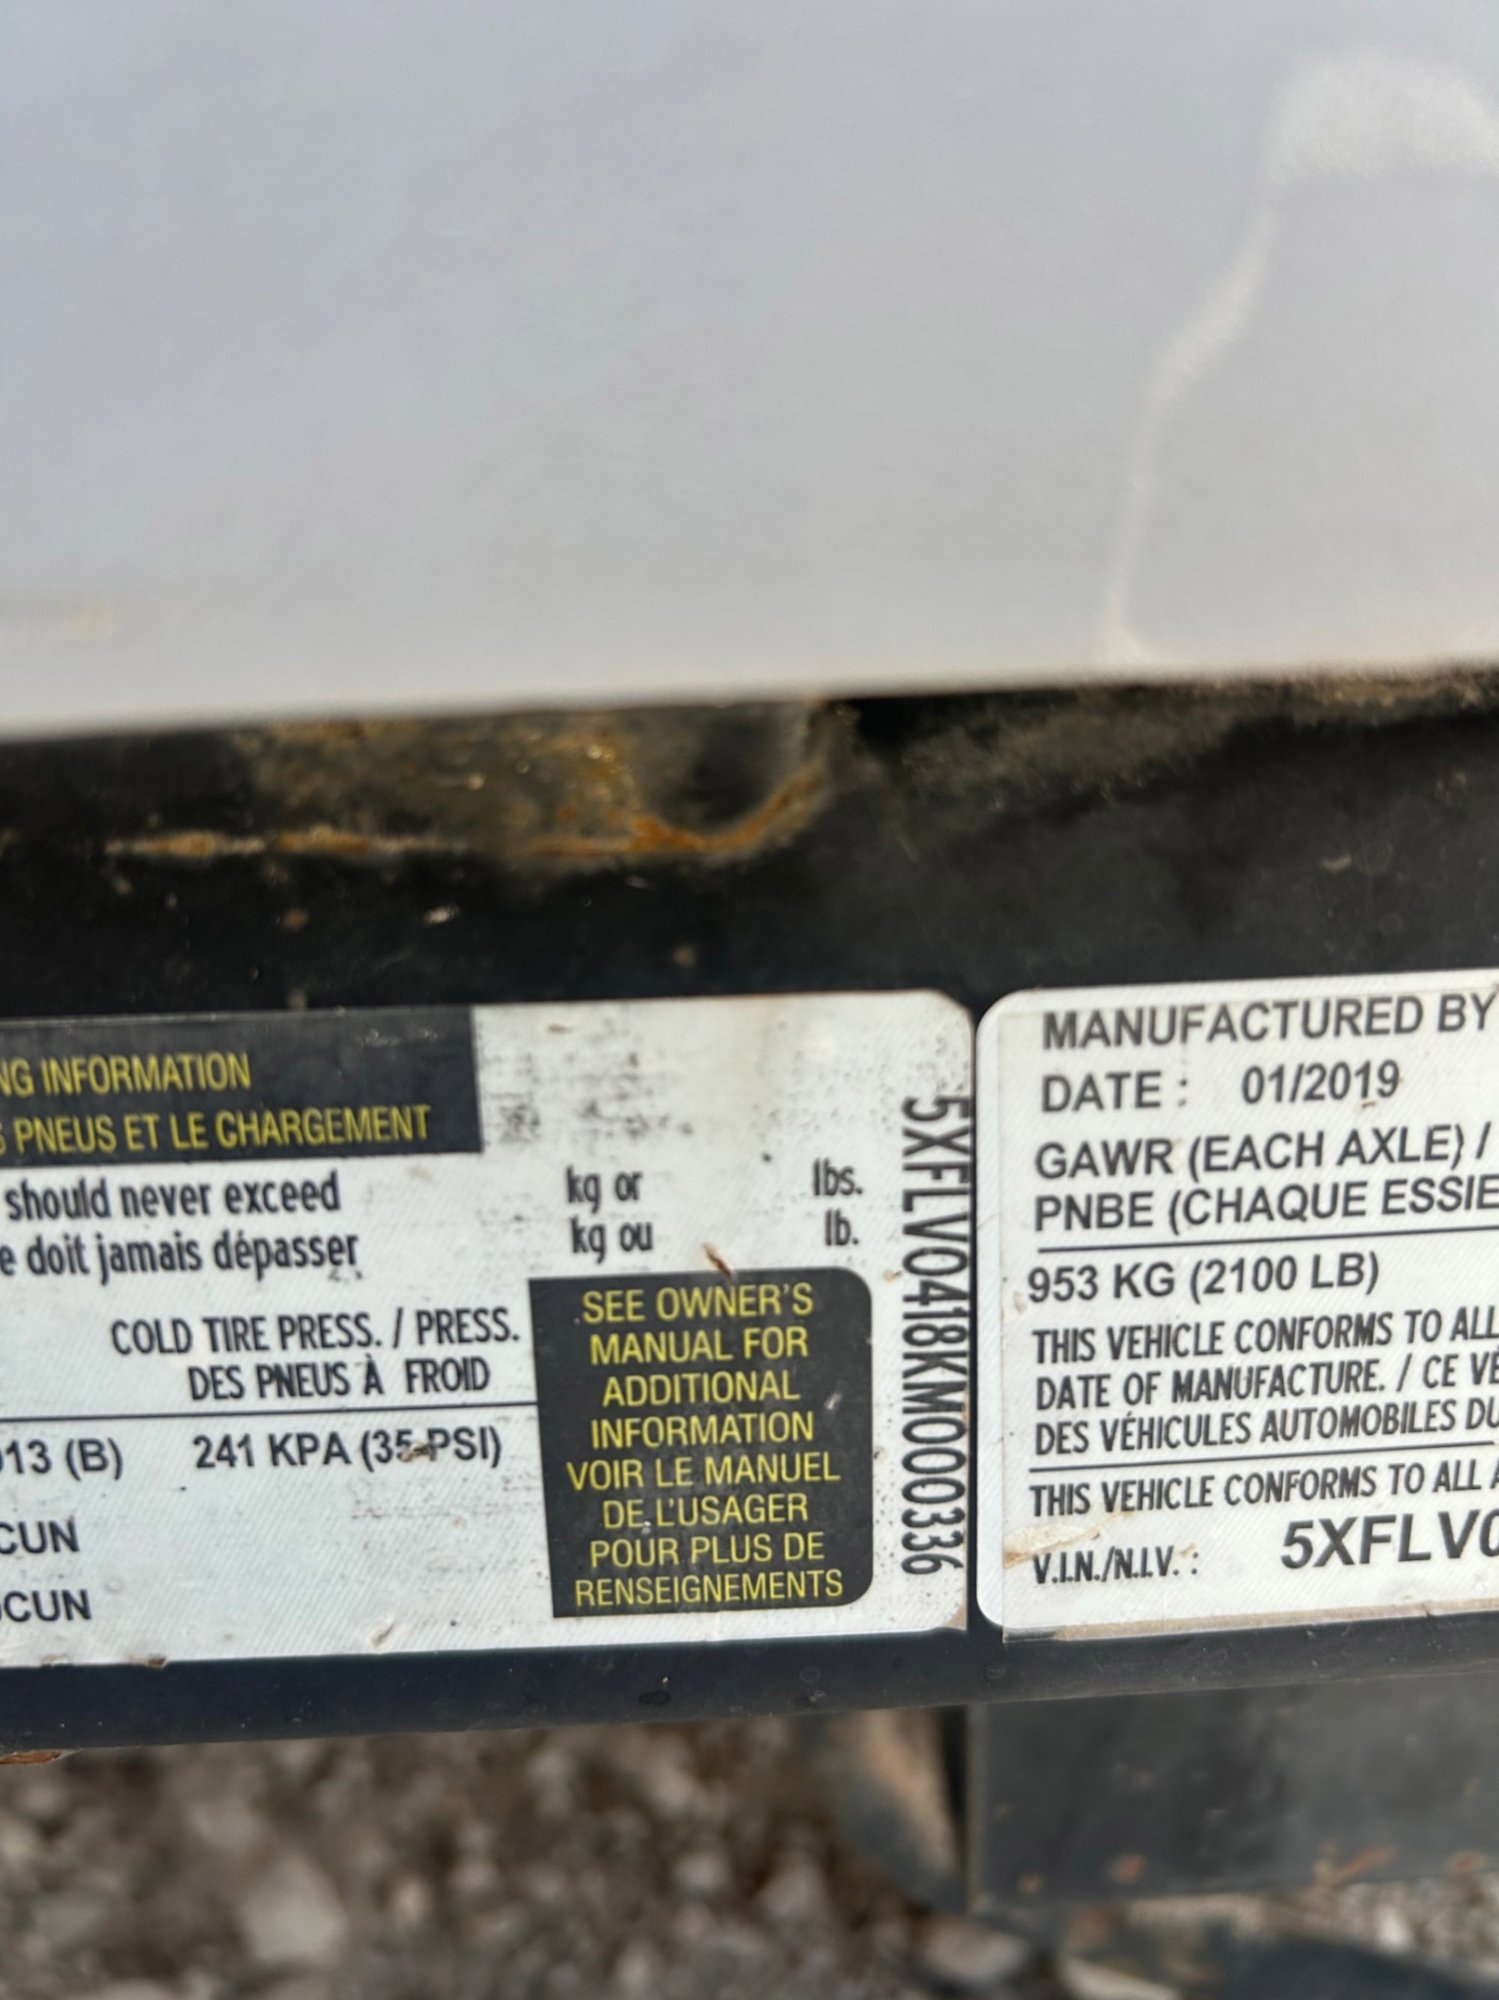 NG INFORMATION
S PNEUS ET LE CHARGEMENT
should never exceed kg or lbs.
e doit jamais dépasser kg ou lb.
COLD TIRE PRESS. / PRESS.
DES PNEUS À FROID
013 (B) 241 KPA (35 PSI)
CUN
CUN
SEE OWNER'S
MANUAL FOR
ADDITIONAL
INFORMATION
VOIR LE MANUEL
DE L'USAGER
POUR PLUS DE
RENSEIGNEMENTS
5XFLV0418KM000336
MANUFACTURED BY
DATE : 01/2019
GAWR (EACH AXLE) /
PNBE (CHAQUE ESSIE
953 KG (2100 LB)
THIS VEHICLE CONFORMS TO ALL
DATE OF MANUFACTURE. / CE VÉ
DES VÉHICULES AUTOMOBILES DU
THIS VEHICLE CONFORMS TO ALL A
V.I.N./N.I.V. : 5XFLV0